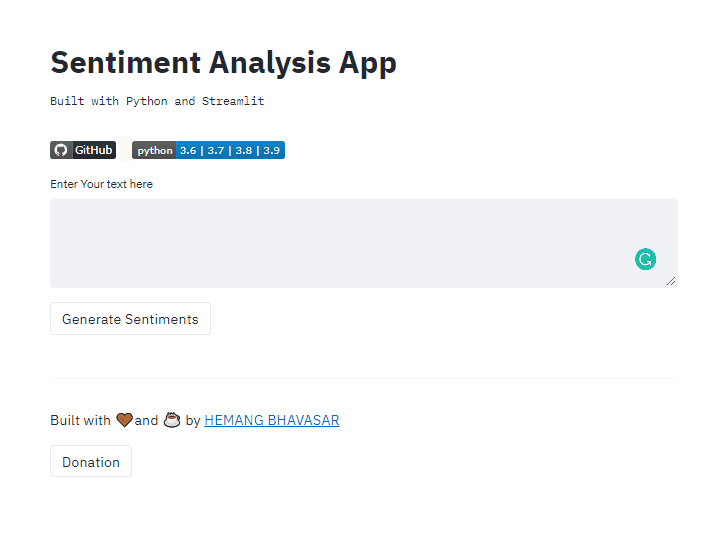 Sentiment Analysis App
Built with Python and Streamlit
GitHub python 3.6 | 3.7 | 3.8 | 3.9
Enter Your text here
Generate Sentiments
Built with 🤎and ☕ by HEMANG BHAVASAR
Donation